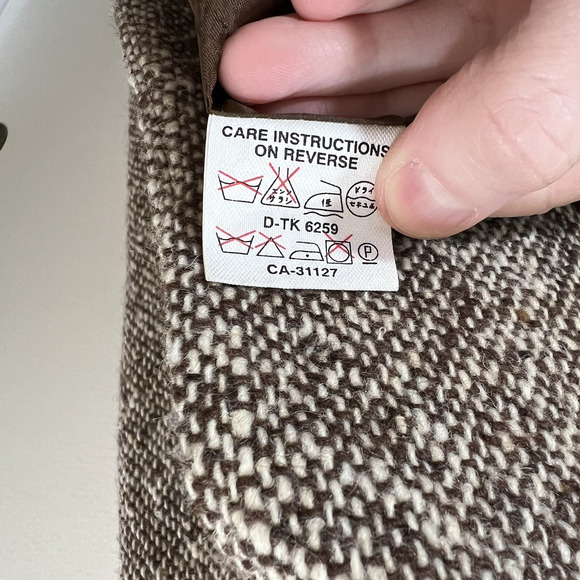 CARE INSTRUCTIONS
ON REVERSE
エンソ サラシ 低 ドライ セキユ系
D-TK 6259
P
CA-31127